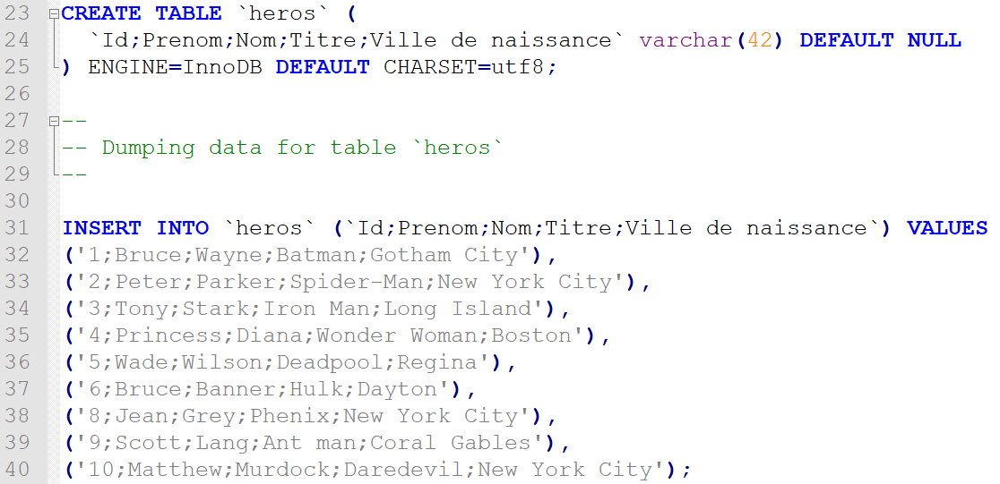 23 CREATE TABLE `heros` (
24 `Id;Prenom;Nom;Titre;Ville de naissance` varchar(42) DEFAULT NULL
25 ) ENGINE=InnoDB DEFAULT CHARSET=utf8;
26
27 --
28 -- Dumping data for table `heros`
29 --
30
31 INSERT INTO `heros` (`Id;Prenom;Nom;Titre;Ville de naissance`) VALUES
32 ('1;Bruce;Wayne;Batman;Gotham City'),
33 ('2;Peter;Parker;Spider-Man;New York City'),
34 ('3;Tony;Stark;Iron Man;Long Island'),
35 ('4;Princess;Diana;Wonder Woman;Boston'),
36 ('5;Wade;Wilson;Deadpool;Regina'),
37 ('6;Bruce;Banner;Hulk;Dayton'),
38 ('8;Jean;Grey;Phenix;New York City'),
39 ('9;Scott;Lang;Ant man;Coral Gables'),
40 ('10;Matthew;Murdock;Daredevil;New York City');